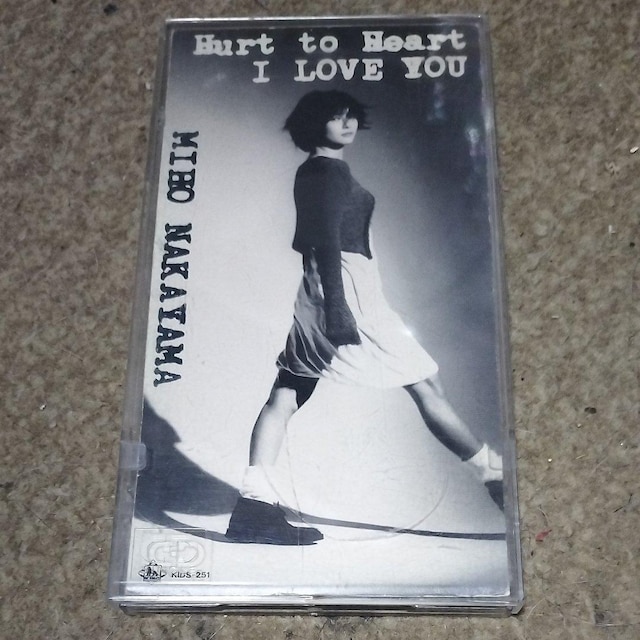 Hurt to Heart
I LOVE YOU
MIHO NAKAYAMA
KIDS-251